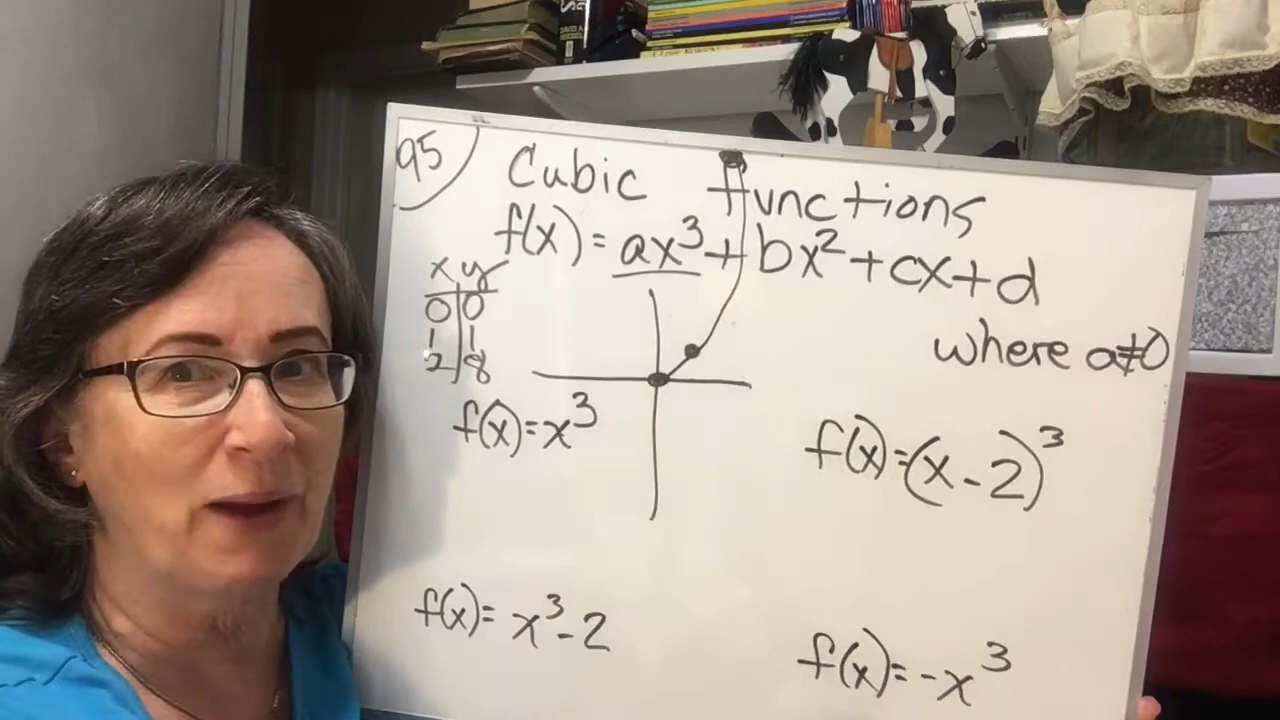 95) Cubic functions
f(x) = ax³ + bx² + cx + d
where a≠0
x y
0 0
1 1
2 8
f(x) = x³
f(x) = (x - 2)³
f(x) = x³ - 2
f(x) = -x³